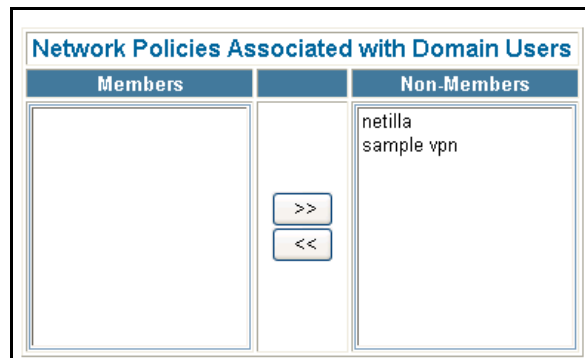 Network Policies Associated with Domain Users
Members
Non-Members
netilla
sample vpn
>>
<<